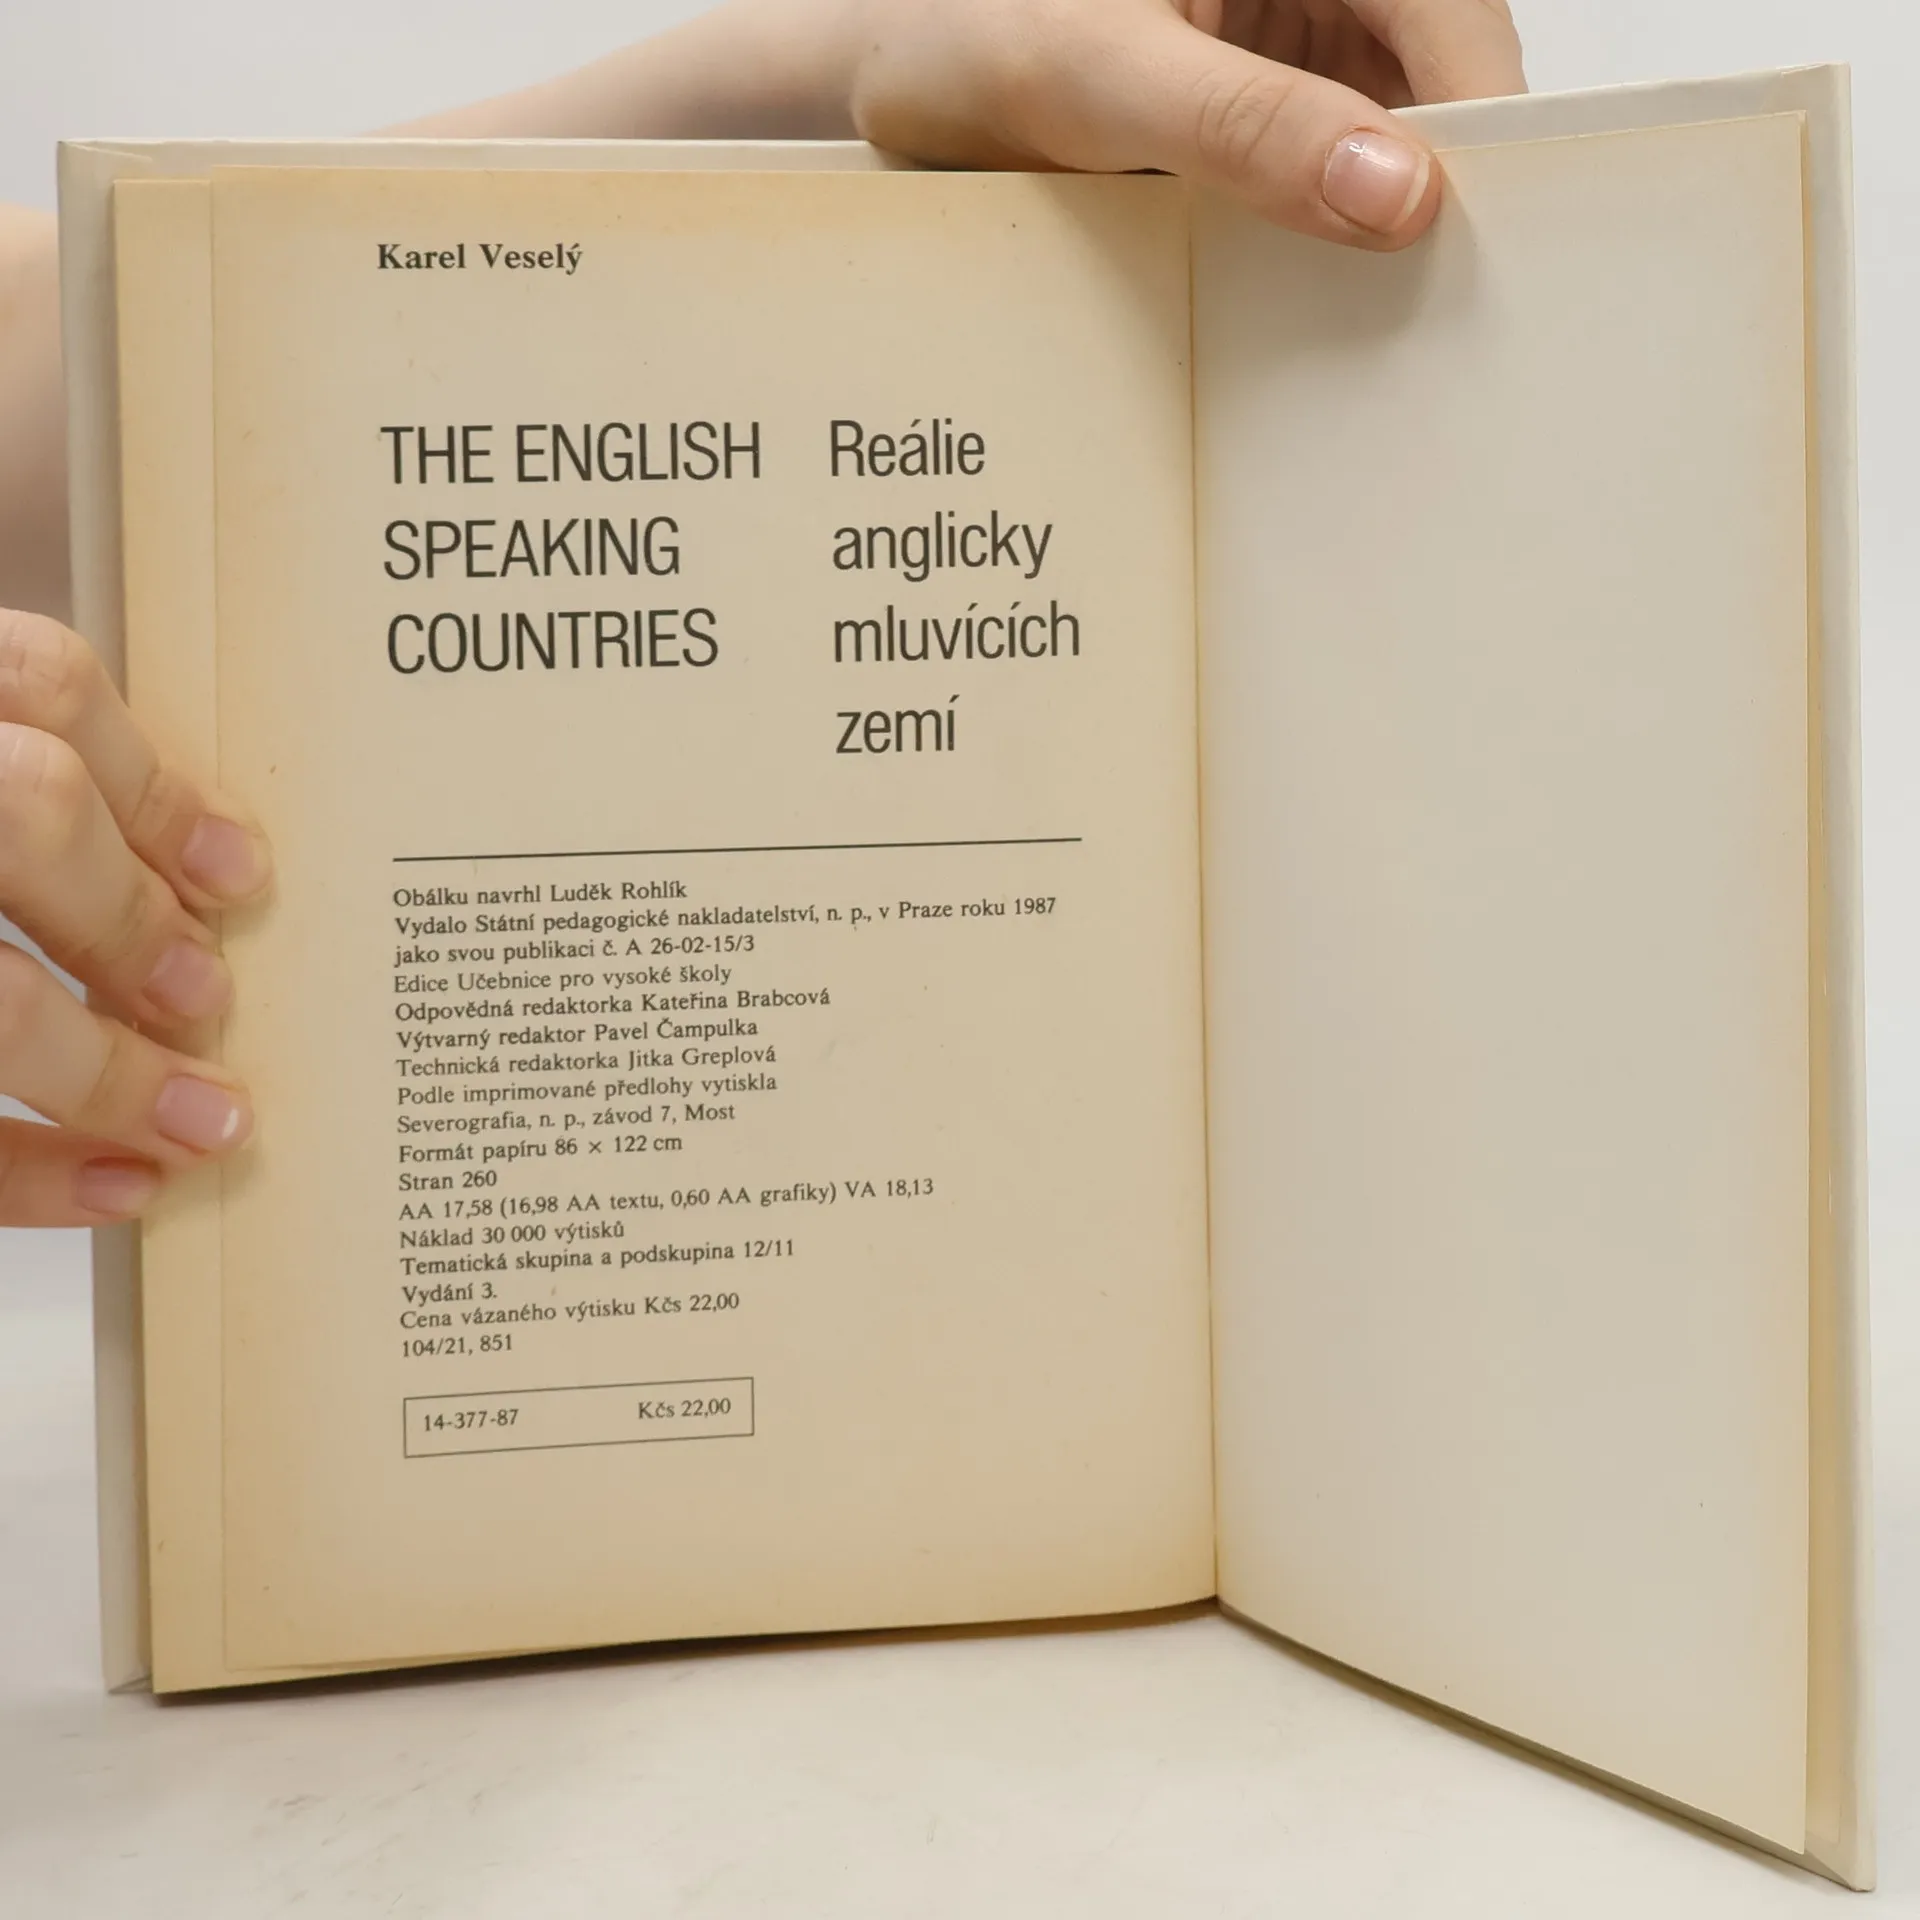 Karel Veselý
THE ENGLISH
SPEAKING
COUNTRIES
Reálie
anglicky
mluvících
zemí
Obálku navrhl Luděk Rohlík
Vydalo Státní pedagogické nakladatelství, n. p., v Praze roku 1987
jako svou publikaci č. A 26-02-15/3
Edice Učebnice pro vysoké školy
Odpovědná redaktorka Kateřina Brabcová
Výtvarný redaktor Pavel Čampulka
Technická redaktorka Jitka Greplová
Podle imprimované předlohy vytiskla
Severografia, n. p., závod 7, Most
Formát papíru 86 × 122 cm
Stran 260
AA 17,58 (16,98 AA textu, 0,60 AA grafiky) VA 18,13
Náklad 30 000 výtisků
Tematická skupina a podskupina 12/11
Vydání 3.
Cena vázaného výtisku Kčs 22,00
104/21, 851
14-377-87 Kčs 22,00